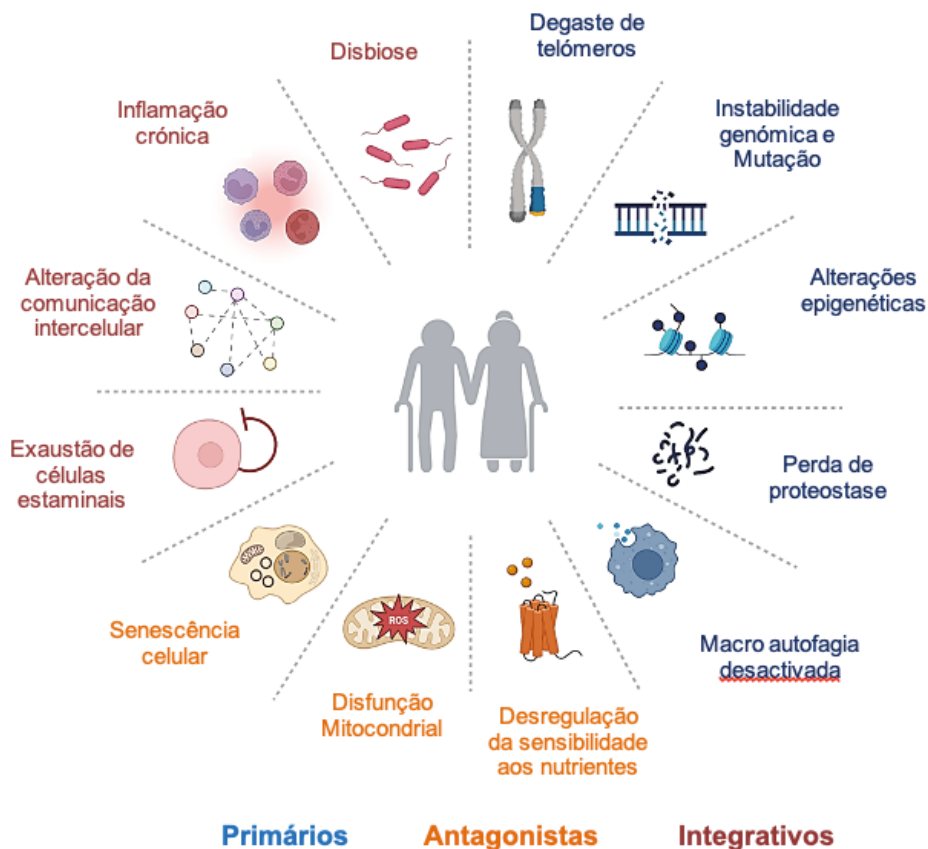 Disbiose
Degaste de
telómeros
Inflamação
crónica
Instabilidade
genómica e
Mutação
Alteração da
comunicação
intercelular
Alterações
epigenéticas
Exaustão de
células
estaminais
Perda de
proteostase
Senescência
celular
ROS
Disfunção
Mitocondrial
Desregulação
da sensibilidade
aos nutrientes
Macro autofagia
desactivada
Primários Antagonistas Integrativos